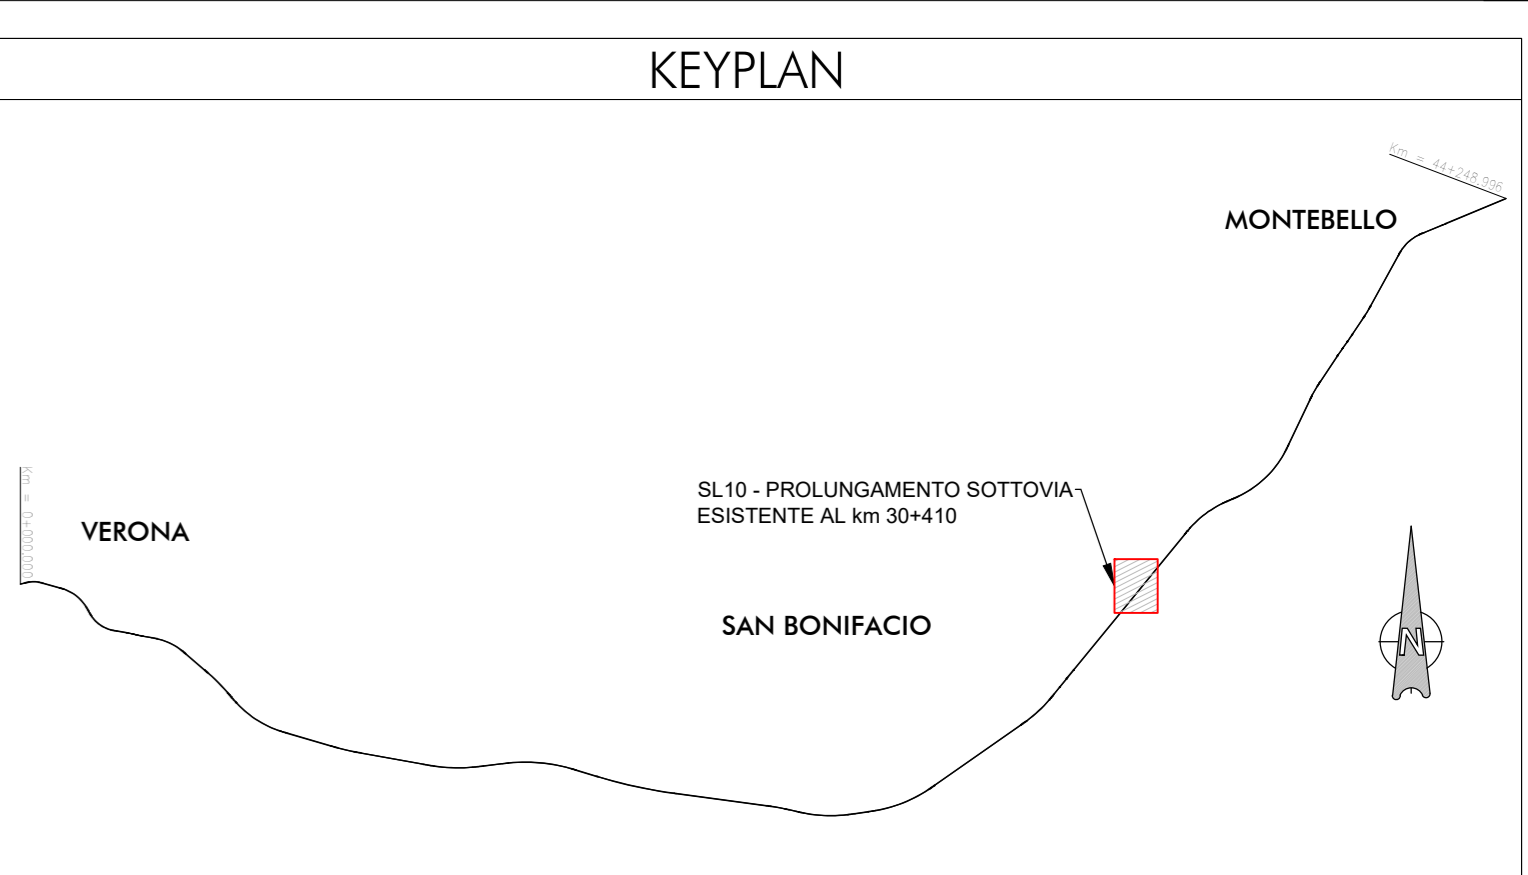 KEYPLAN
Km = 44+248.996
MONTEBELLO
Km = 0+000.000
VERONA
SL10 - PROLUNGAMENTO SOTTOVIA
ESISTENTE AL km 30+410
SAN BONIFACIO
N